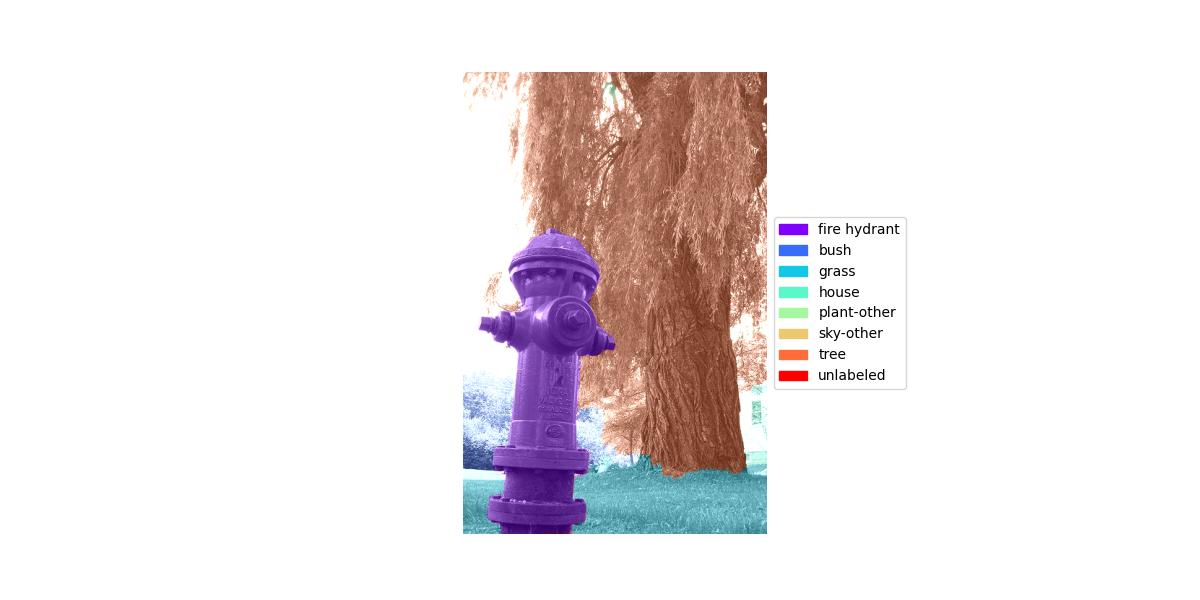 fire hydrant
bush
grass
house
plant-other
sky-other
tree
unlabeled